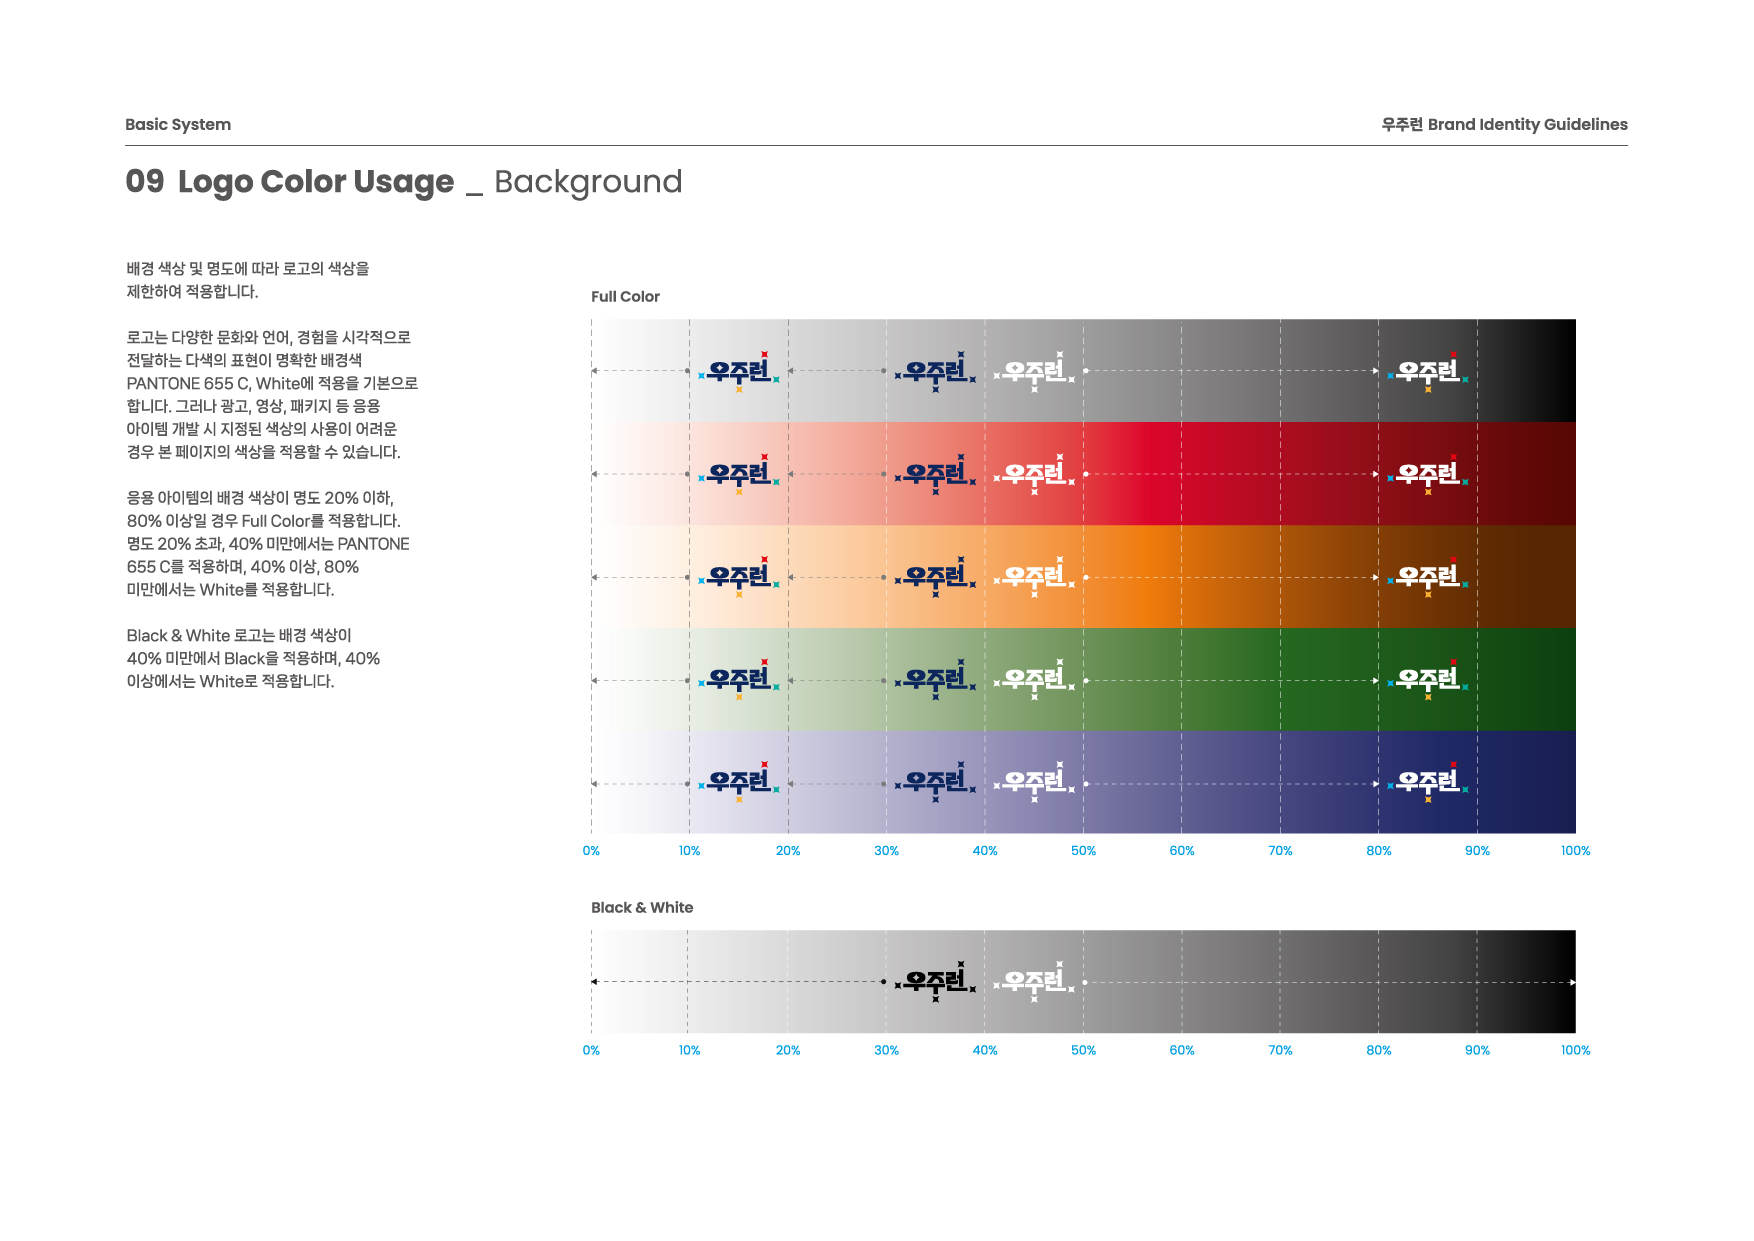 Basic System
우주런 Brand Identity Guidelines
09 Logo Color Usage _ Background
배경 색상 및 명도에 따라 로고의 색상을
제한하여 적용합니다.
로고는 다양한 문화와 언어, 경험을 시각적으로
전달하는 다색의 표현이 명확한 배경색
PANTONE 655 C, White에 적용을 기본으로
합니다. 그러나 광고, 영상, 패키지 등 응용
아이템 개발 시 지정된 색상의 사용이 어려운
경우 본 페이지의 색상을 적용할 수 있습니다.
응용 아이템의 배경 색상이 명도 20% 이하,
80% 이상일 경우 Full Color를 적용합니다.
명도 20% 초과, 40% 미만에서는 PANTONE
655 C를 적용하며, 40% 이상, 80%
미만에서는 White를 적용합니다.
Black & White 로고는 배경 색상이
40% 미만에서 Black을 적용하며, 40%
이상에서는 White로 적용합니다.
Full Color
우주런 우주런 우주런 우주런
우주런 우주런 우주런 우주런
우주런 우주런 우주런 우주런
우주런 우주런 우주런 우주런
우주런 우주런 우주런 우주런
0% 10% 20% 30% 40% 50% 60% 70% 80% 90% 100%
Black & White
우주런 우주런
0% 10% 20% 30% 40% 50% 60% 70% 80% 90% 100%